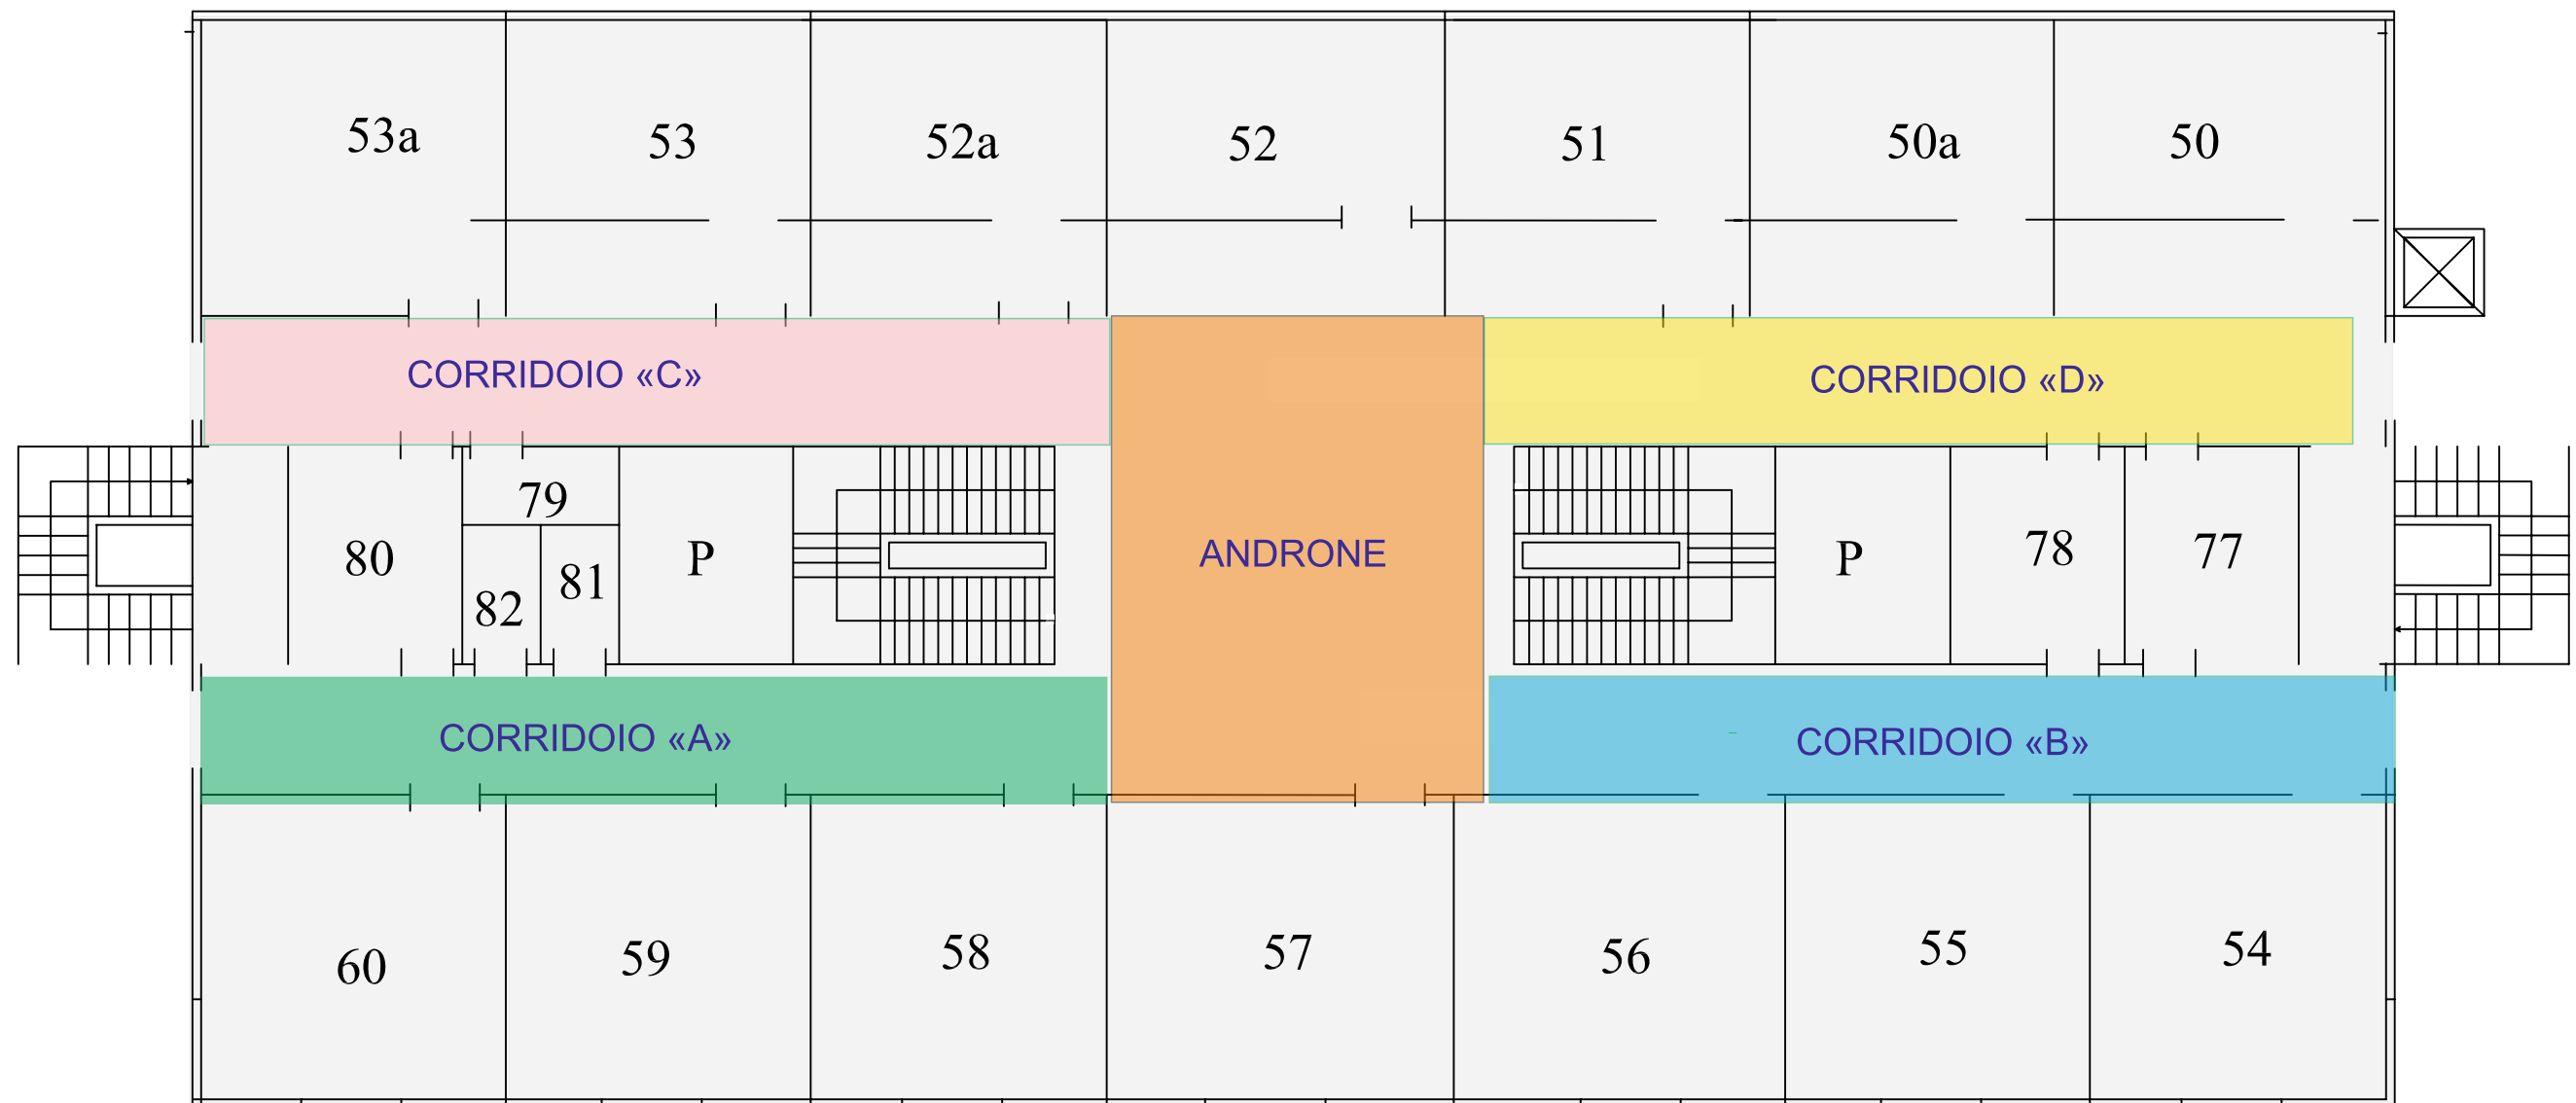 53a
53
52a
52
51
50a
50
CORRIDOIO «C»
CORRIDOIO «D»
79
80
82
81
P
ANDRONE
P
78
77
CORRIDOIO «A»
CORRIDOIO «B»
60
59
58
57
56
55
54